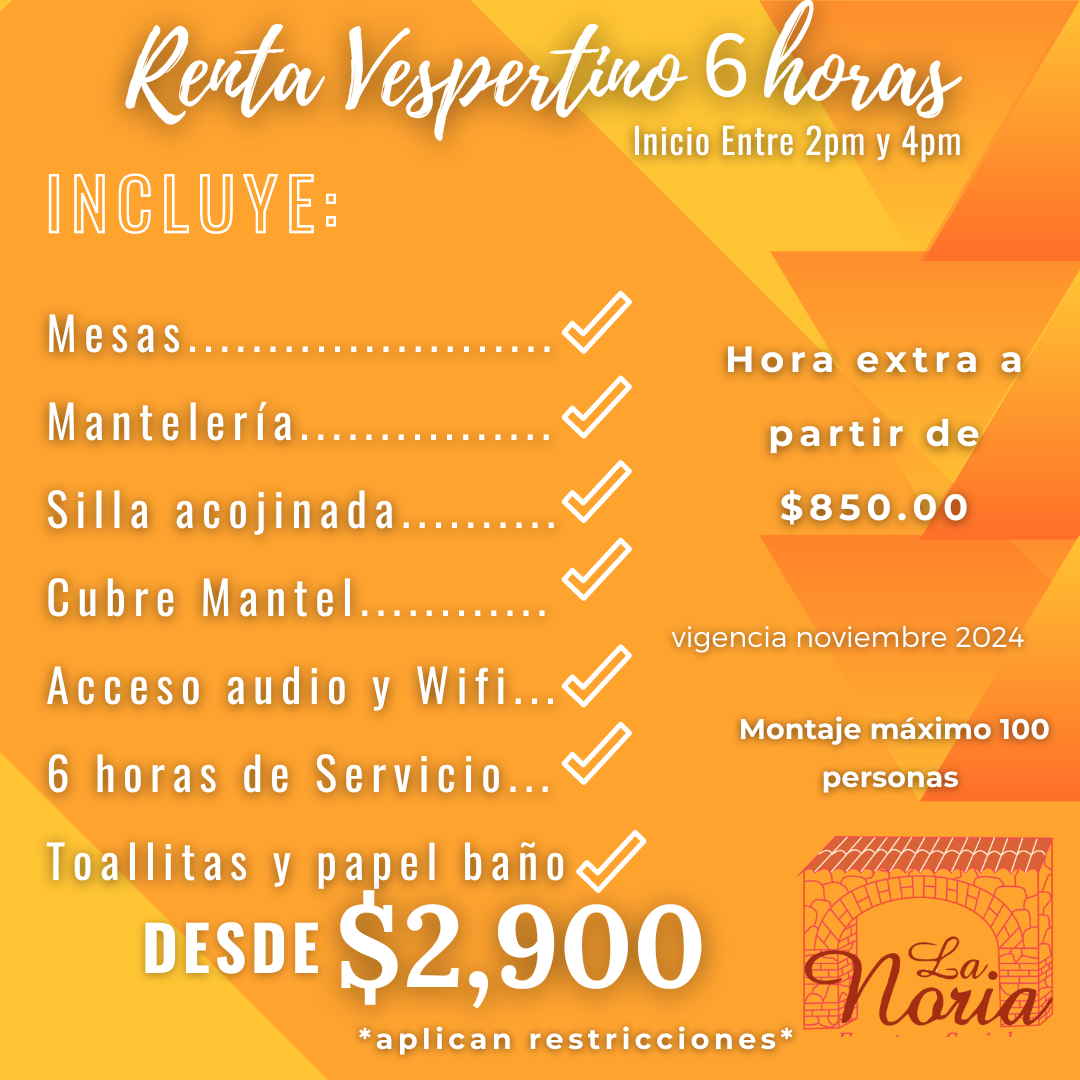 Renta Vespertino 6 horas
Inicio Entre 2pm y 4pm
INCLUYE:
Mesas.......................
Mantelería................
Silla acojinada..........
Cubre Mantel............
Acceso audio y Wifi...
6 horas de Servicio...
Toallitas y papel baño
DESDE $2,900
*aplican restricciones*
Hora extra a
partir de
$850.00
vigencia noviembre 2024
Montaje máximo 100
personas
La
Noria